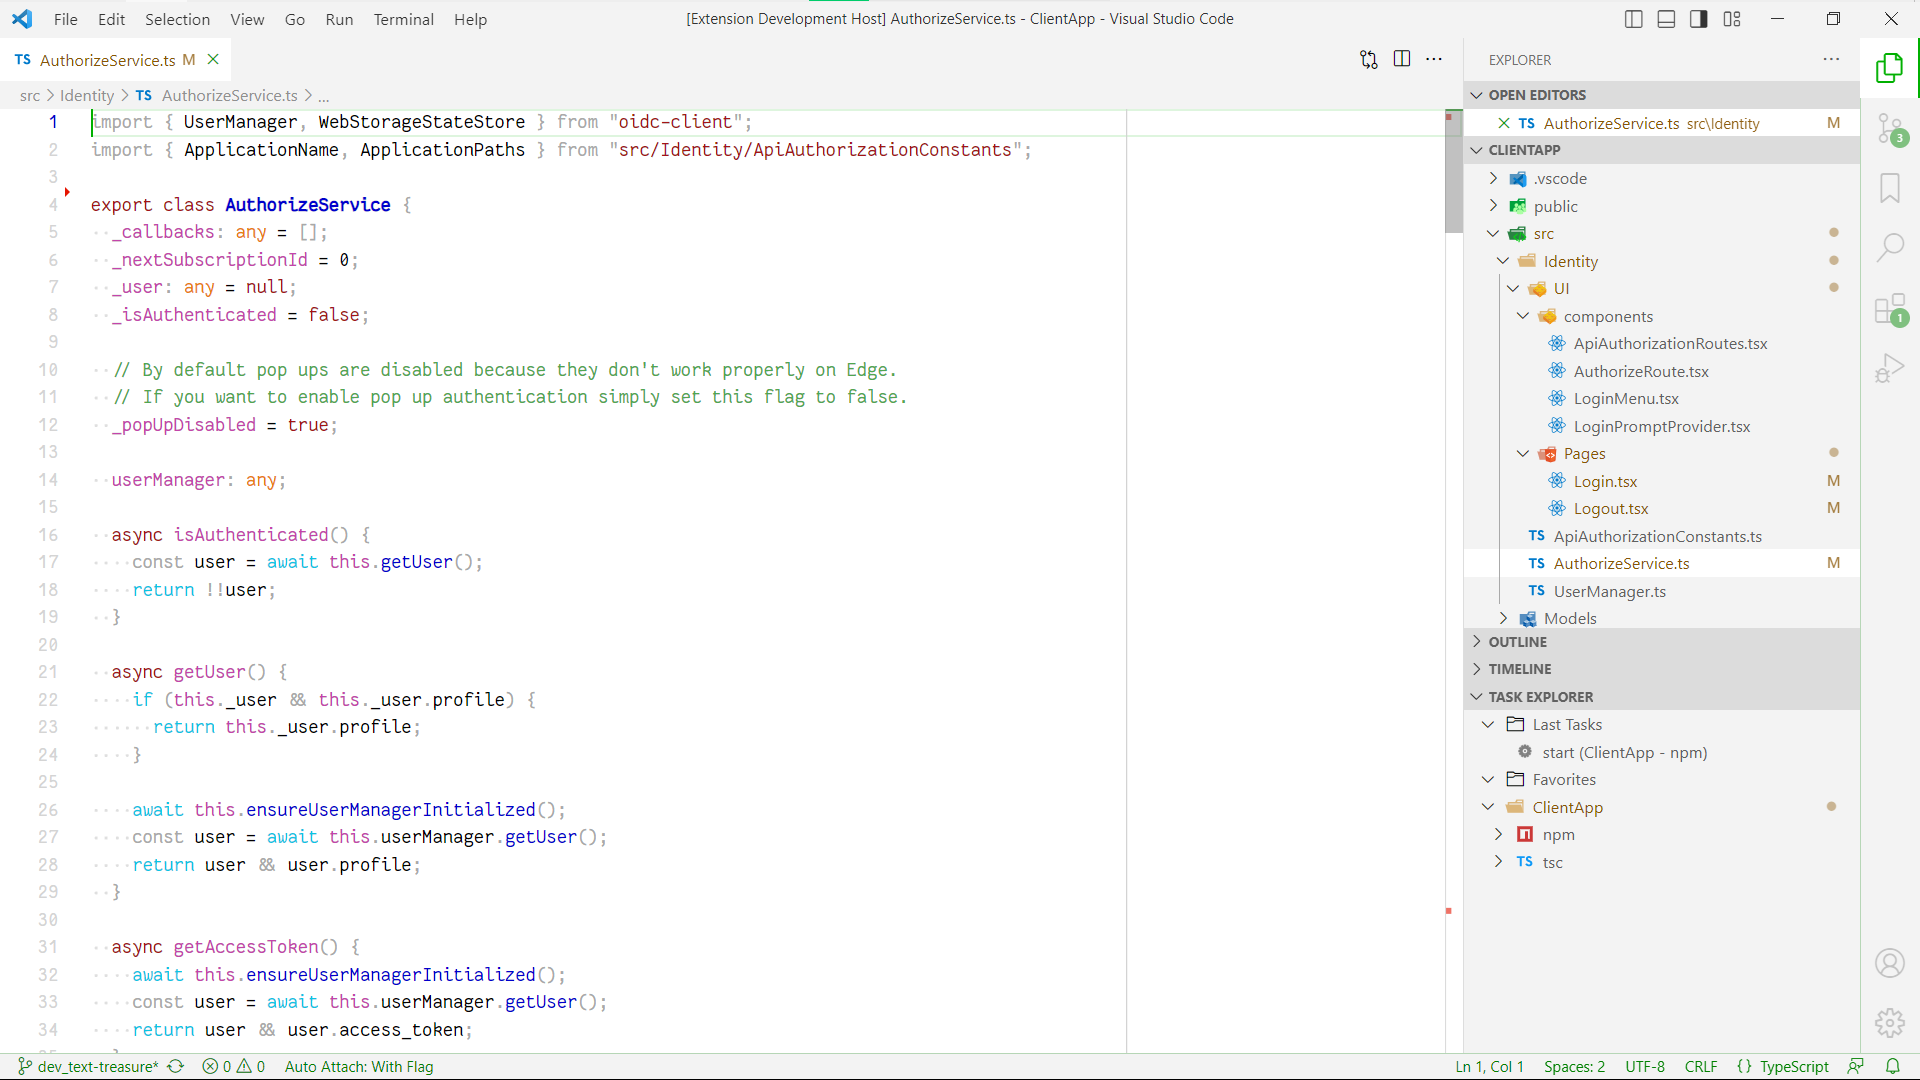 File Edit Selection View Go Run Terminal Help
[Extension Development Host] AuthorizeService.ts - ClientApp - Visual Studio Code
TS AuthorizeService.ts M
src > Identity > TS AuthorizeService.ts > ...
1 import { UserManager, WebStorageStateStore } from "oidc-client";
2 import { ApplicationName, ApplicationPaths } from "src/Identity/ApiAuthorizationConstants";
3
4 export class AuthorizeService {
5 _callbacks: any = [];
6 _nextSubscriptionId = 0;
7 _user: any = null;
8 _isAuthenticated = false;
9
10 // By default pop ups are disabled because they don't work properly on Edge.
11 // If you want to enable pop up authentication simply set this flag to false.
12 _popUpDisabled = true;
13
14 userManager: any;
15
16 async isAuthenticated() {
17 const user = await this.getUser();
18 return !!user;
19 }
20
21 async getUser() {
22 if (this._user && this._user.profile) {
23 return this._user.profile;
24 }
25
26 await this.ensureUserManagerInitialized();
27 const user = await this.userManager.getUser();
28 return user && user.profile;
29 }
30
31 async getAccessToken() {
32 await this.ensureUserManagerInitialized();
33 const user = await this.userManager.getUser();
34 return user && user.access_token;
EXPLORER
OPEN EDITORS
TS AuthorizeService.ts src\Identity M
CLIENTAPP
.vscode
public
src
Identity
UI
components
ApiAuthorizationRoutes.tsx
AuthorizeRoute.tsx
LoginMenu.tsx
LoginPromptProvider.tsx
Pages
Login.tsx M
Logout.tsx M
TS ApiAuthorizationConstants.ts
TS AuthorizeService.ts M
TS UserManager.ts
Models
OUTLINE
TIMELINE
TASK EXPLORER
Last Tasks
start (ClientApp - npm)
Favorites
ClientApp
npm
TS tsc
3
1
dev_text-treasure* 0 0 Auto Attach: With Flag
Ln 1, Col 1 Spaces: 2 UTF-8 CRLF {} TypeScript